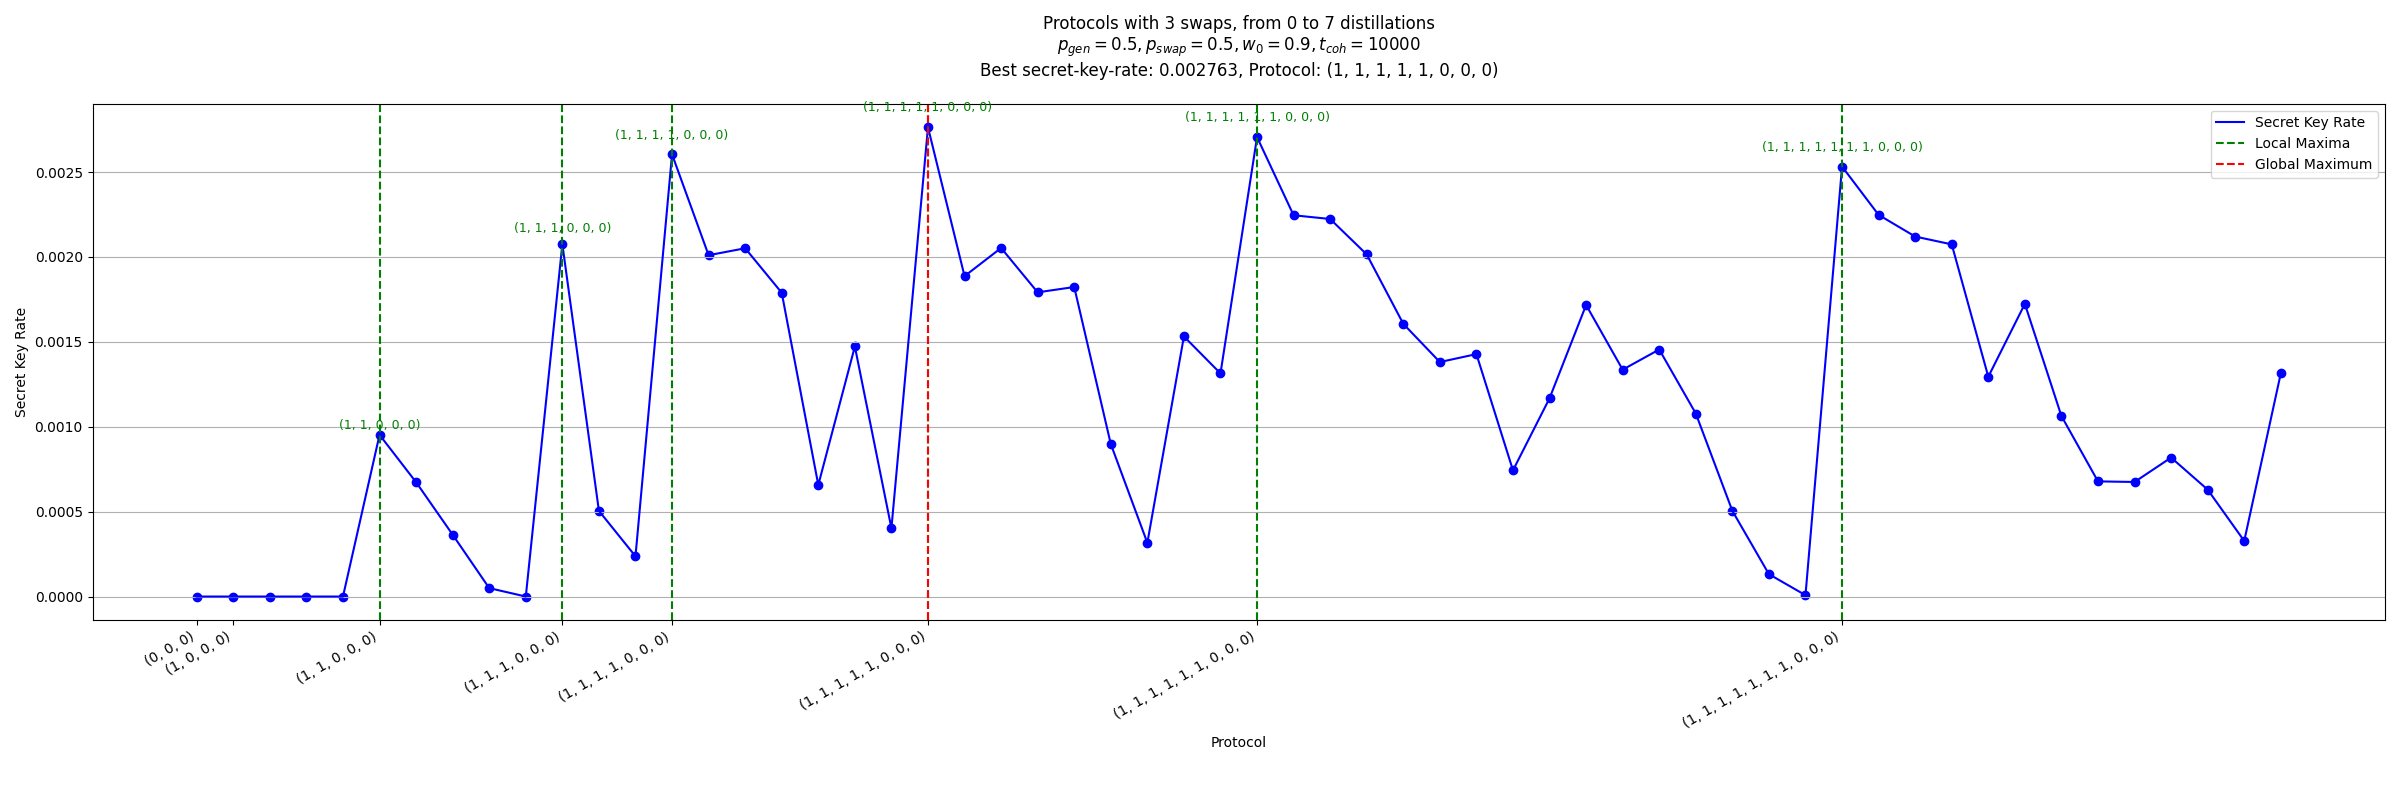 Protocols with 3 swaps, from 0 to 7 distillations
p_gen = 0.5, p_swap = 0.5, w_0 = 0.9, t_coh = 10000
Best secret-key-rate: 0.002763, Protocol: (1, 1, 1, 1, 1, 0, 0, 0)
(1, 1, 1, 1, 1, 0, 0, 0)
(1, 1, 1, 1, 1, 1, 0, 0, 0)
(1, 1, 1, 1, 0, 0, 0)
(1, 1, 1, 1, 1, 1, 1, 0, 0, 0)
(1, 1, 1, 0, 0, 0)
(1, 1, 0, 0, 0)
Secret Key Rate
Local Maxima
Global Maximum
Secret Key Rate
0.0025
0.0020
0.0015
0.0010
0.0005
0.0000
(0, 0, 0)
(1, 0, 0, 0)
(1, 1, 0, 0, 0)
(1, 1, 1, 0, 0, 0)
(1, 1, 1, 1, 0, 0, 0)
(1, 1, 1, 1, 1, 0, 0, 0)
(1, 1, 1, 1, 1, 1, 0, 0, 0)
(1, 1, 1, 1, 1, 1, 1, 0, 0, 0)
Protocol